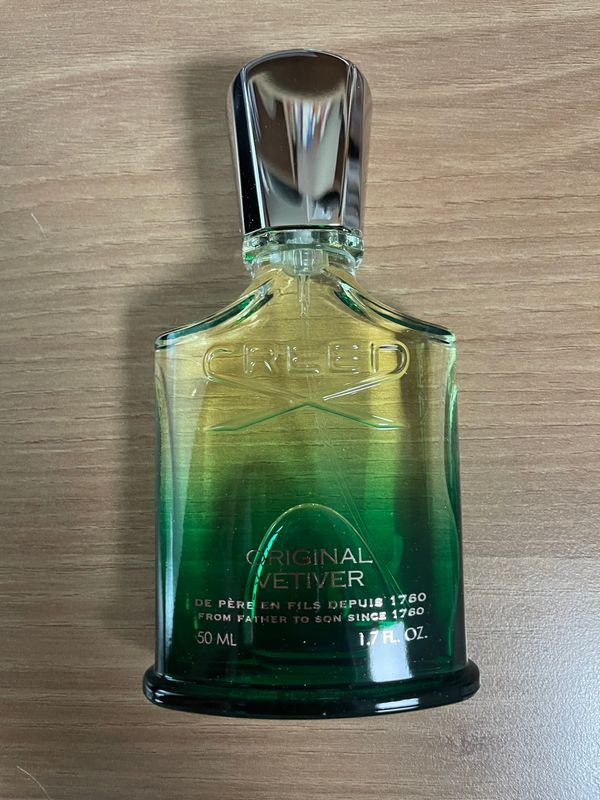 CREED
ORIGINAL
VETIVER
DE PÈRE EN FILS DEPUIS 1760
FROM FATHER TO SON SINCE 1760
50 ML 1.7 FL. OZ.